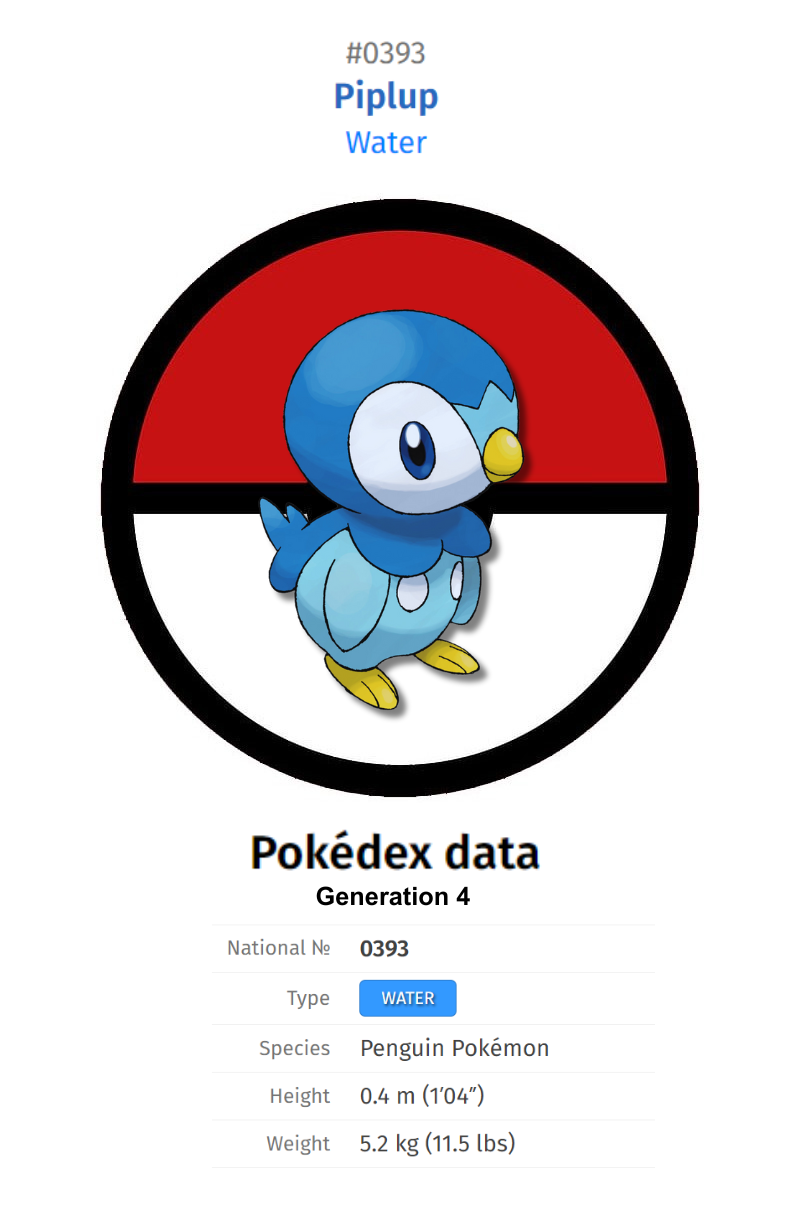 #0393
Piplup
Water
Pokédex data
Generation 4
National № 0393
Type WATER
Species Penguin Pokémon
Height 0.4 m (1′04″)
Weight 5.2 kg (11.5 lbs)